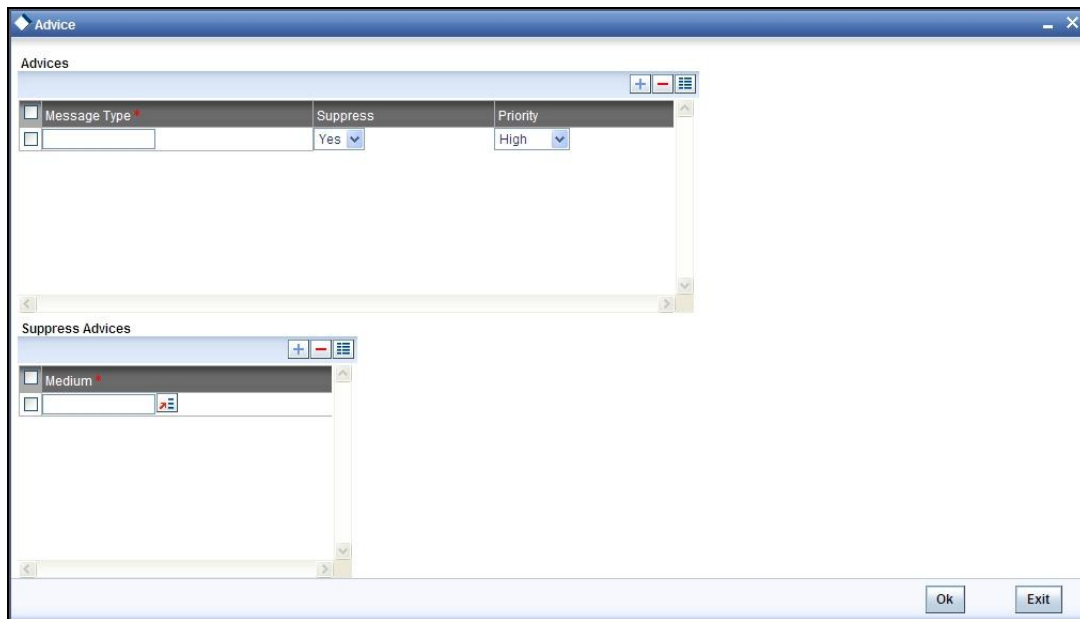 Advice
Advices
Message Type * Suppress Priority
Yes High
Suppress Advices
Medium *
Ok Exit